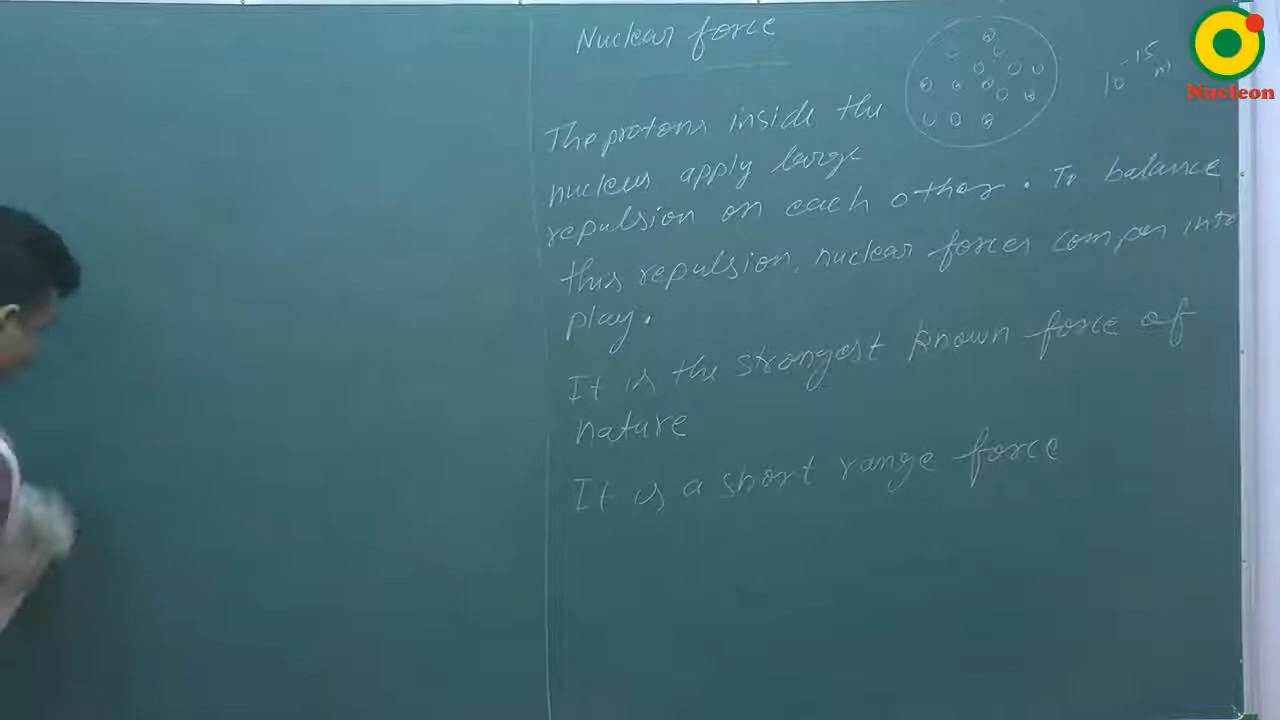 Nuclear force
10⁻¹⁵ m
Nucleon
The protons inside the
nucleus apply large
repulsion on each other. To balance
this repulsion, nuclear forces comes into
play.
It is the strongest known force of
nature
It is a short range force